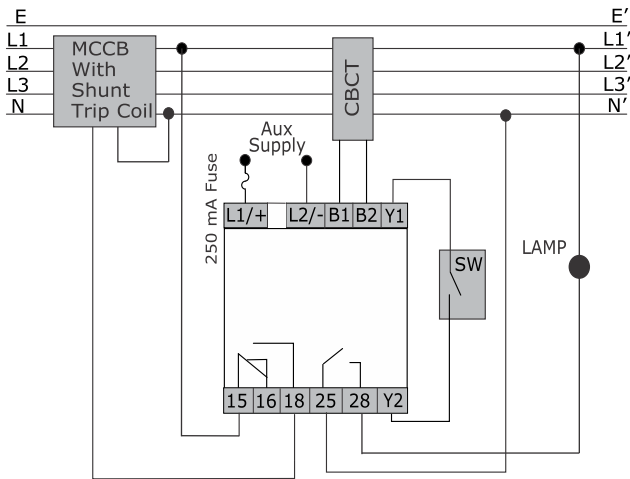 E E′
L1 L1′
L2 L2′
L3 L3′
N N′
MCCB
With
Shunt
Trip Coil
CBCT
Aux
Supply
250 mA Fuse
L1/+ L2/- B1 B2 Y1
SW
LAMP
15 16 18 25 28 Y2